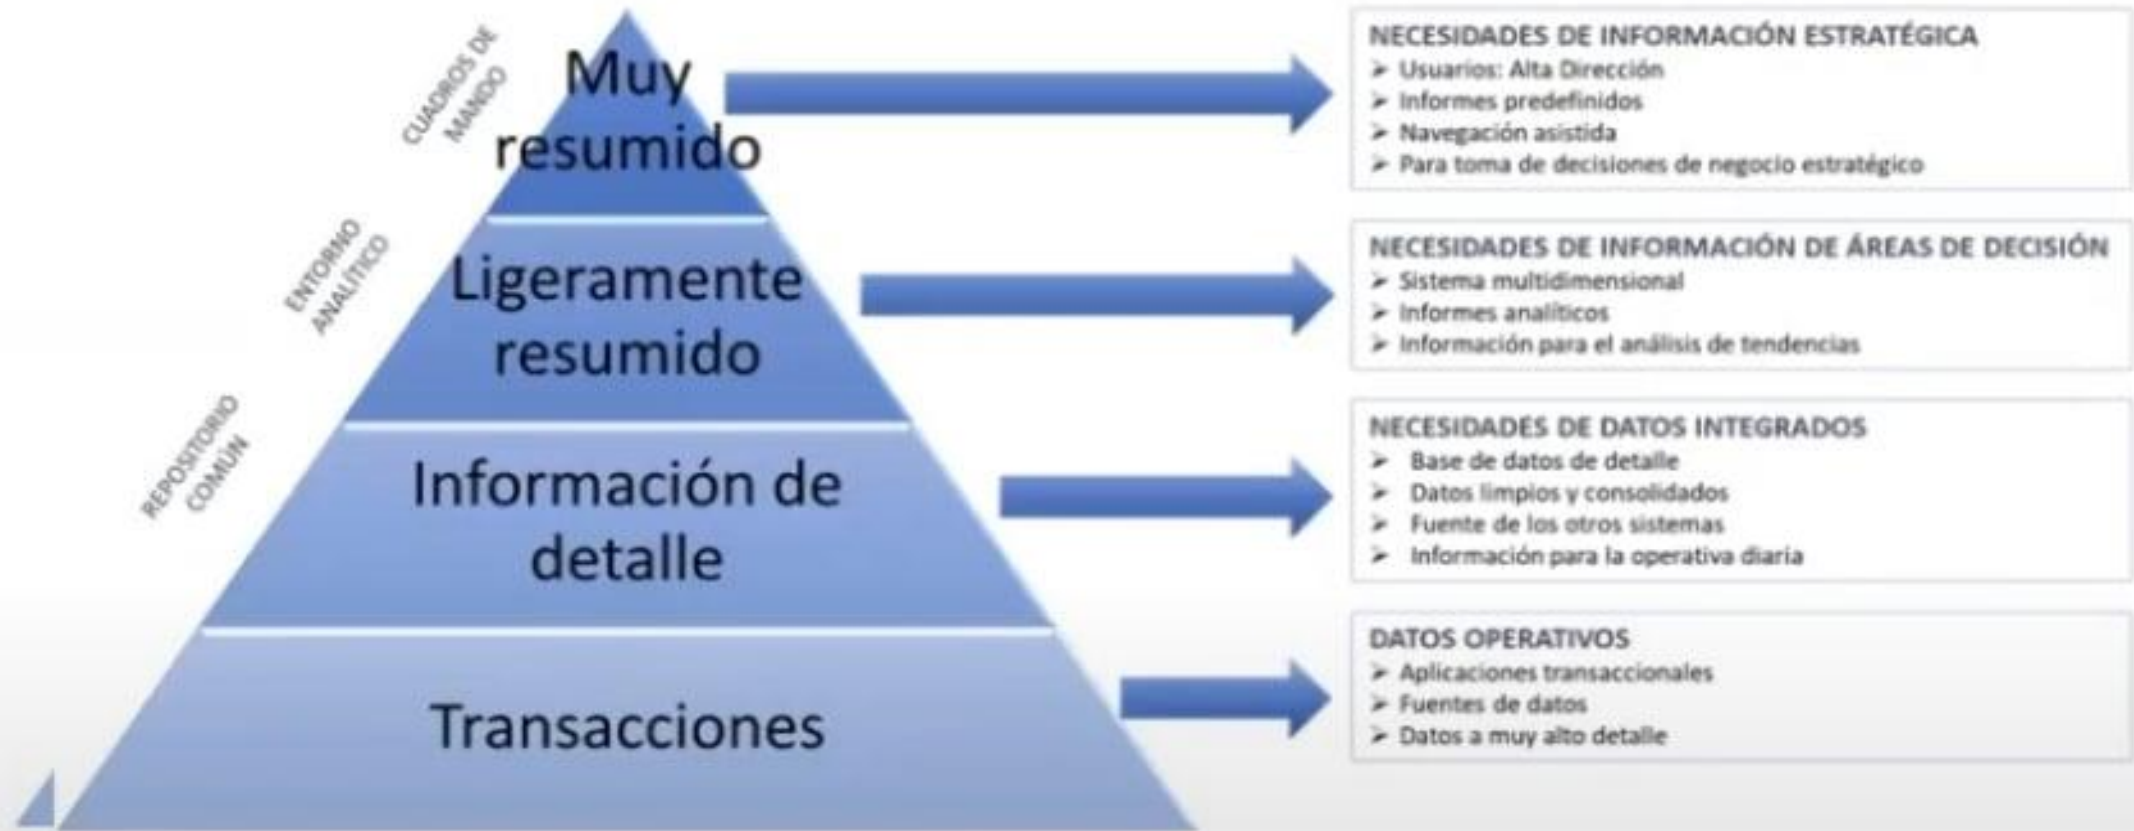 CUADROS DE
MANDO
Muy
resumido
NECESIDADES DE INFORMACIÓN ESTRATÉGICA
➢ Usuarios: Alta Dirección
➢ Informes predefinidos
➢ Navegación asistida
➢ Para toma de decisiones de negocio estratégico
ENTORNO
ANALÍTICO
Ligeramente
resumido
NECESIDADES DE INFORMACIÓN DE ÁREAS DE DECISIÓN
➢ Sistema multidimensional
➢ Informes analíticos
➢ Información para el análisis de tendencias
REPOSITORIO
COMÚN
Información de
detalle
NECESIDADES DE DATOS INTEGRADOS
➢ Base de datos de detalle
➢ Datos limpios y consolidados
➢ Fuente de los otros sistemas
➢ Información para la operativa diaria
Transacciones
DATOS OPERATIVOS
➢ Aplicaciones transaccionales
➢ Fuentes de datos
➢ Datos a muy alto detalle